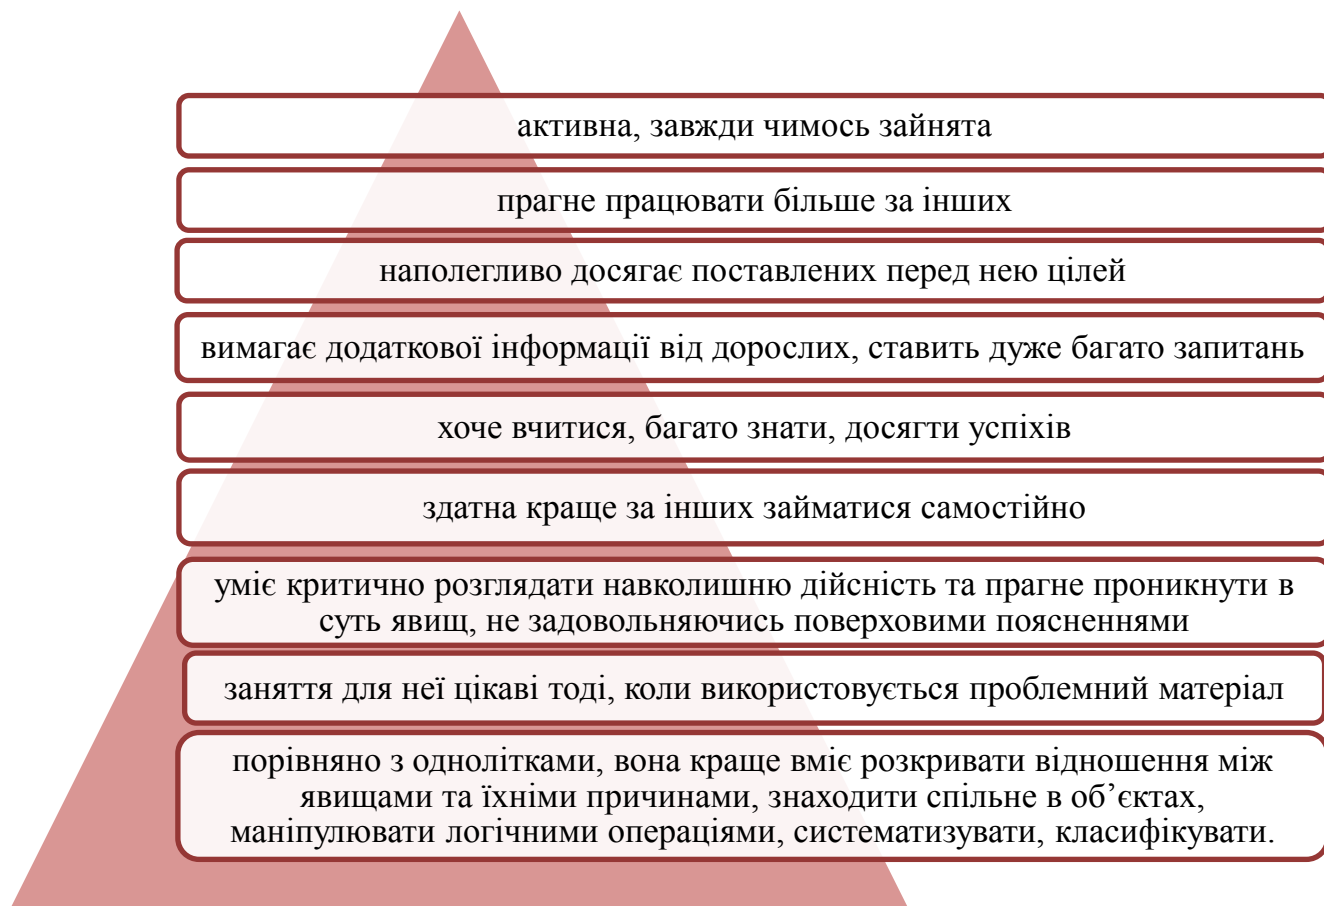 активна, завжди чимось зайнята
прагне працювати більше за інших
наполегливо досягає поставлених перед нею цілей
вимагає додаткової інформації від дорослих, ставить дуже багато запитань
хоче вчитися, багато знати, досягти успіхів
здатна краще за інших займатися самостійно
уміє критично розглядати навколишню дійсність та прагне проникнути в
суть явищ, не задовольняючись поверховими поясненнями
заняття для неї цікаві тоді, коли використовується проблемний матеріал
порівняно з однолітками, вона краще вміє розкривати відношення між
явищами та їхніми причинами, знаходити спільне в об’єктах,
маніпулювати логічними операціями, систематизувати, класифікувати.